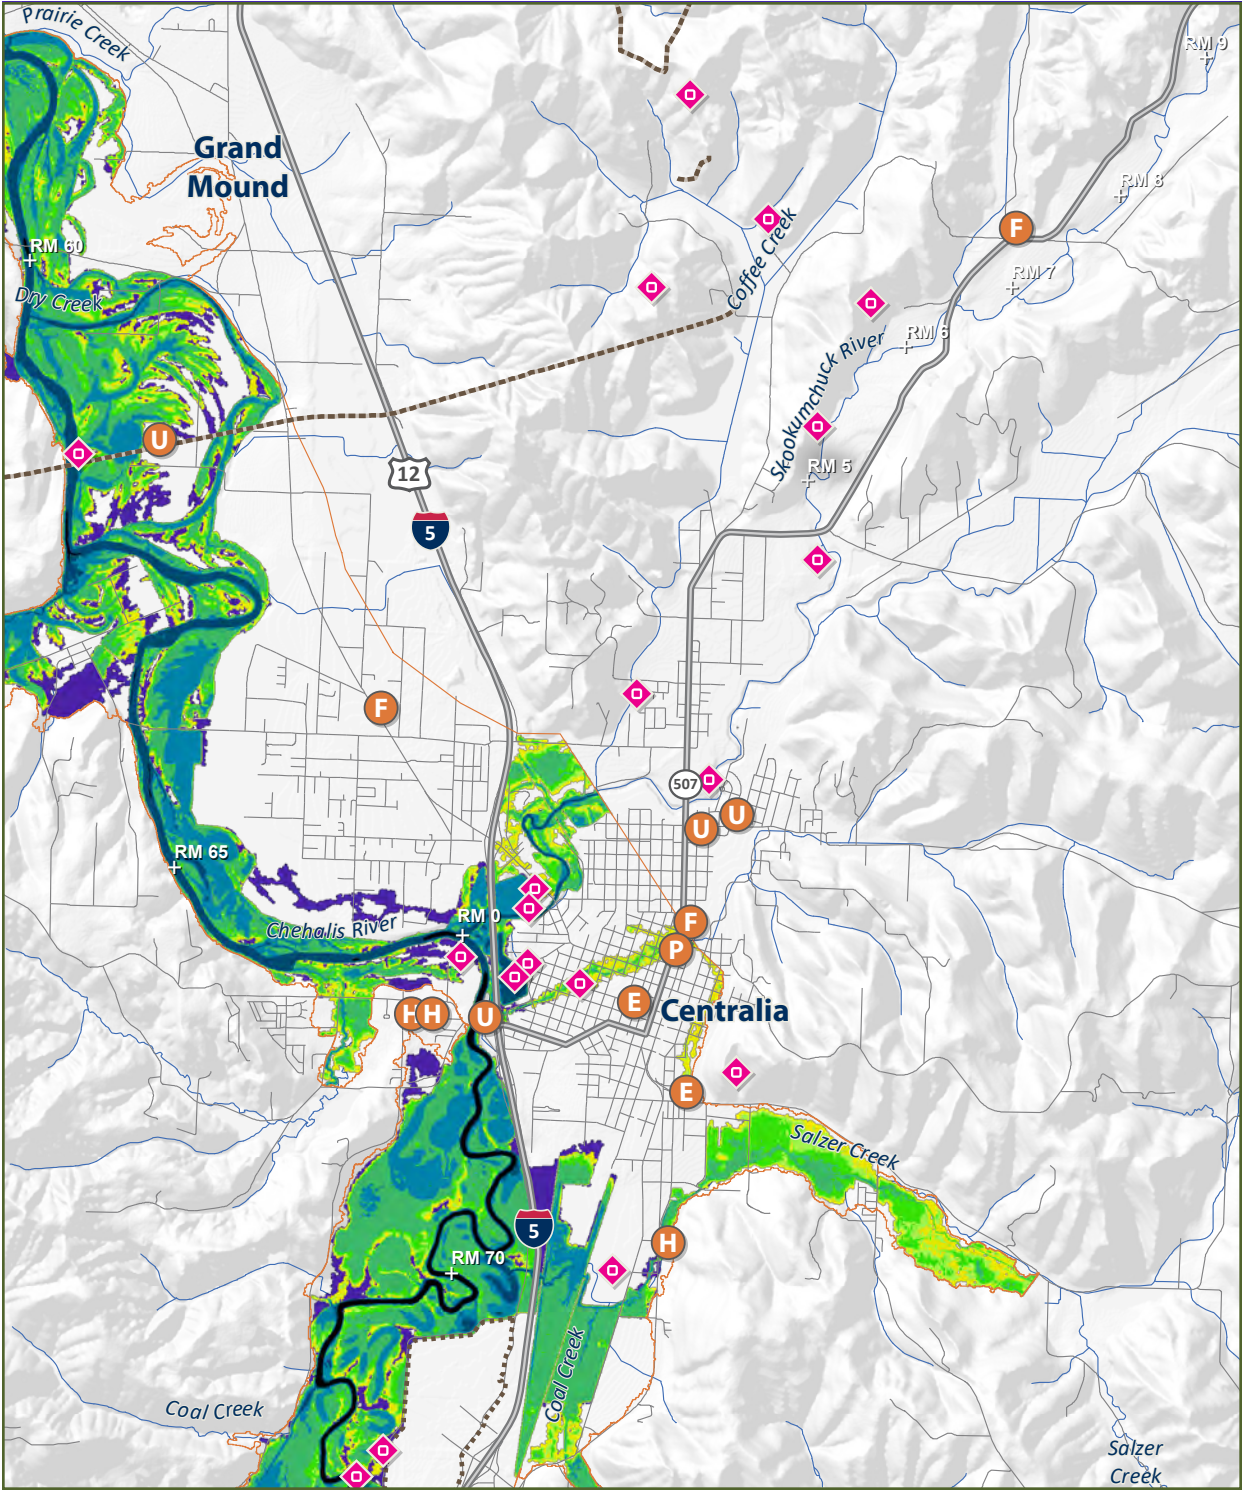 Prairie Creek
RM 9
Grand
Mound
RM 8
Coffee Creek
F
RM 60
RM 7
Dry Creek
RM 6
Skookumchuck River
U
12
RM 5
5
F
507
U
U
RM 65
RM 0
Chehalis River
F
P
H
H
U
E
Centralia
E
Salzer Creek
5
H
RM 70
Coal Creek
Coal Creek
Salzer
Creek